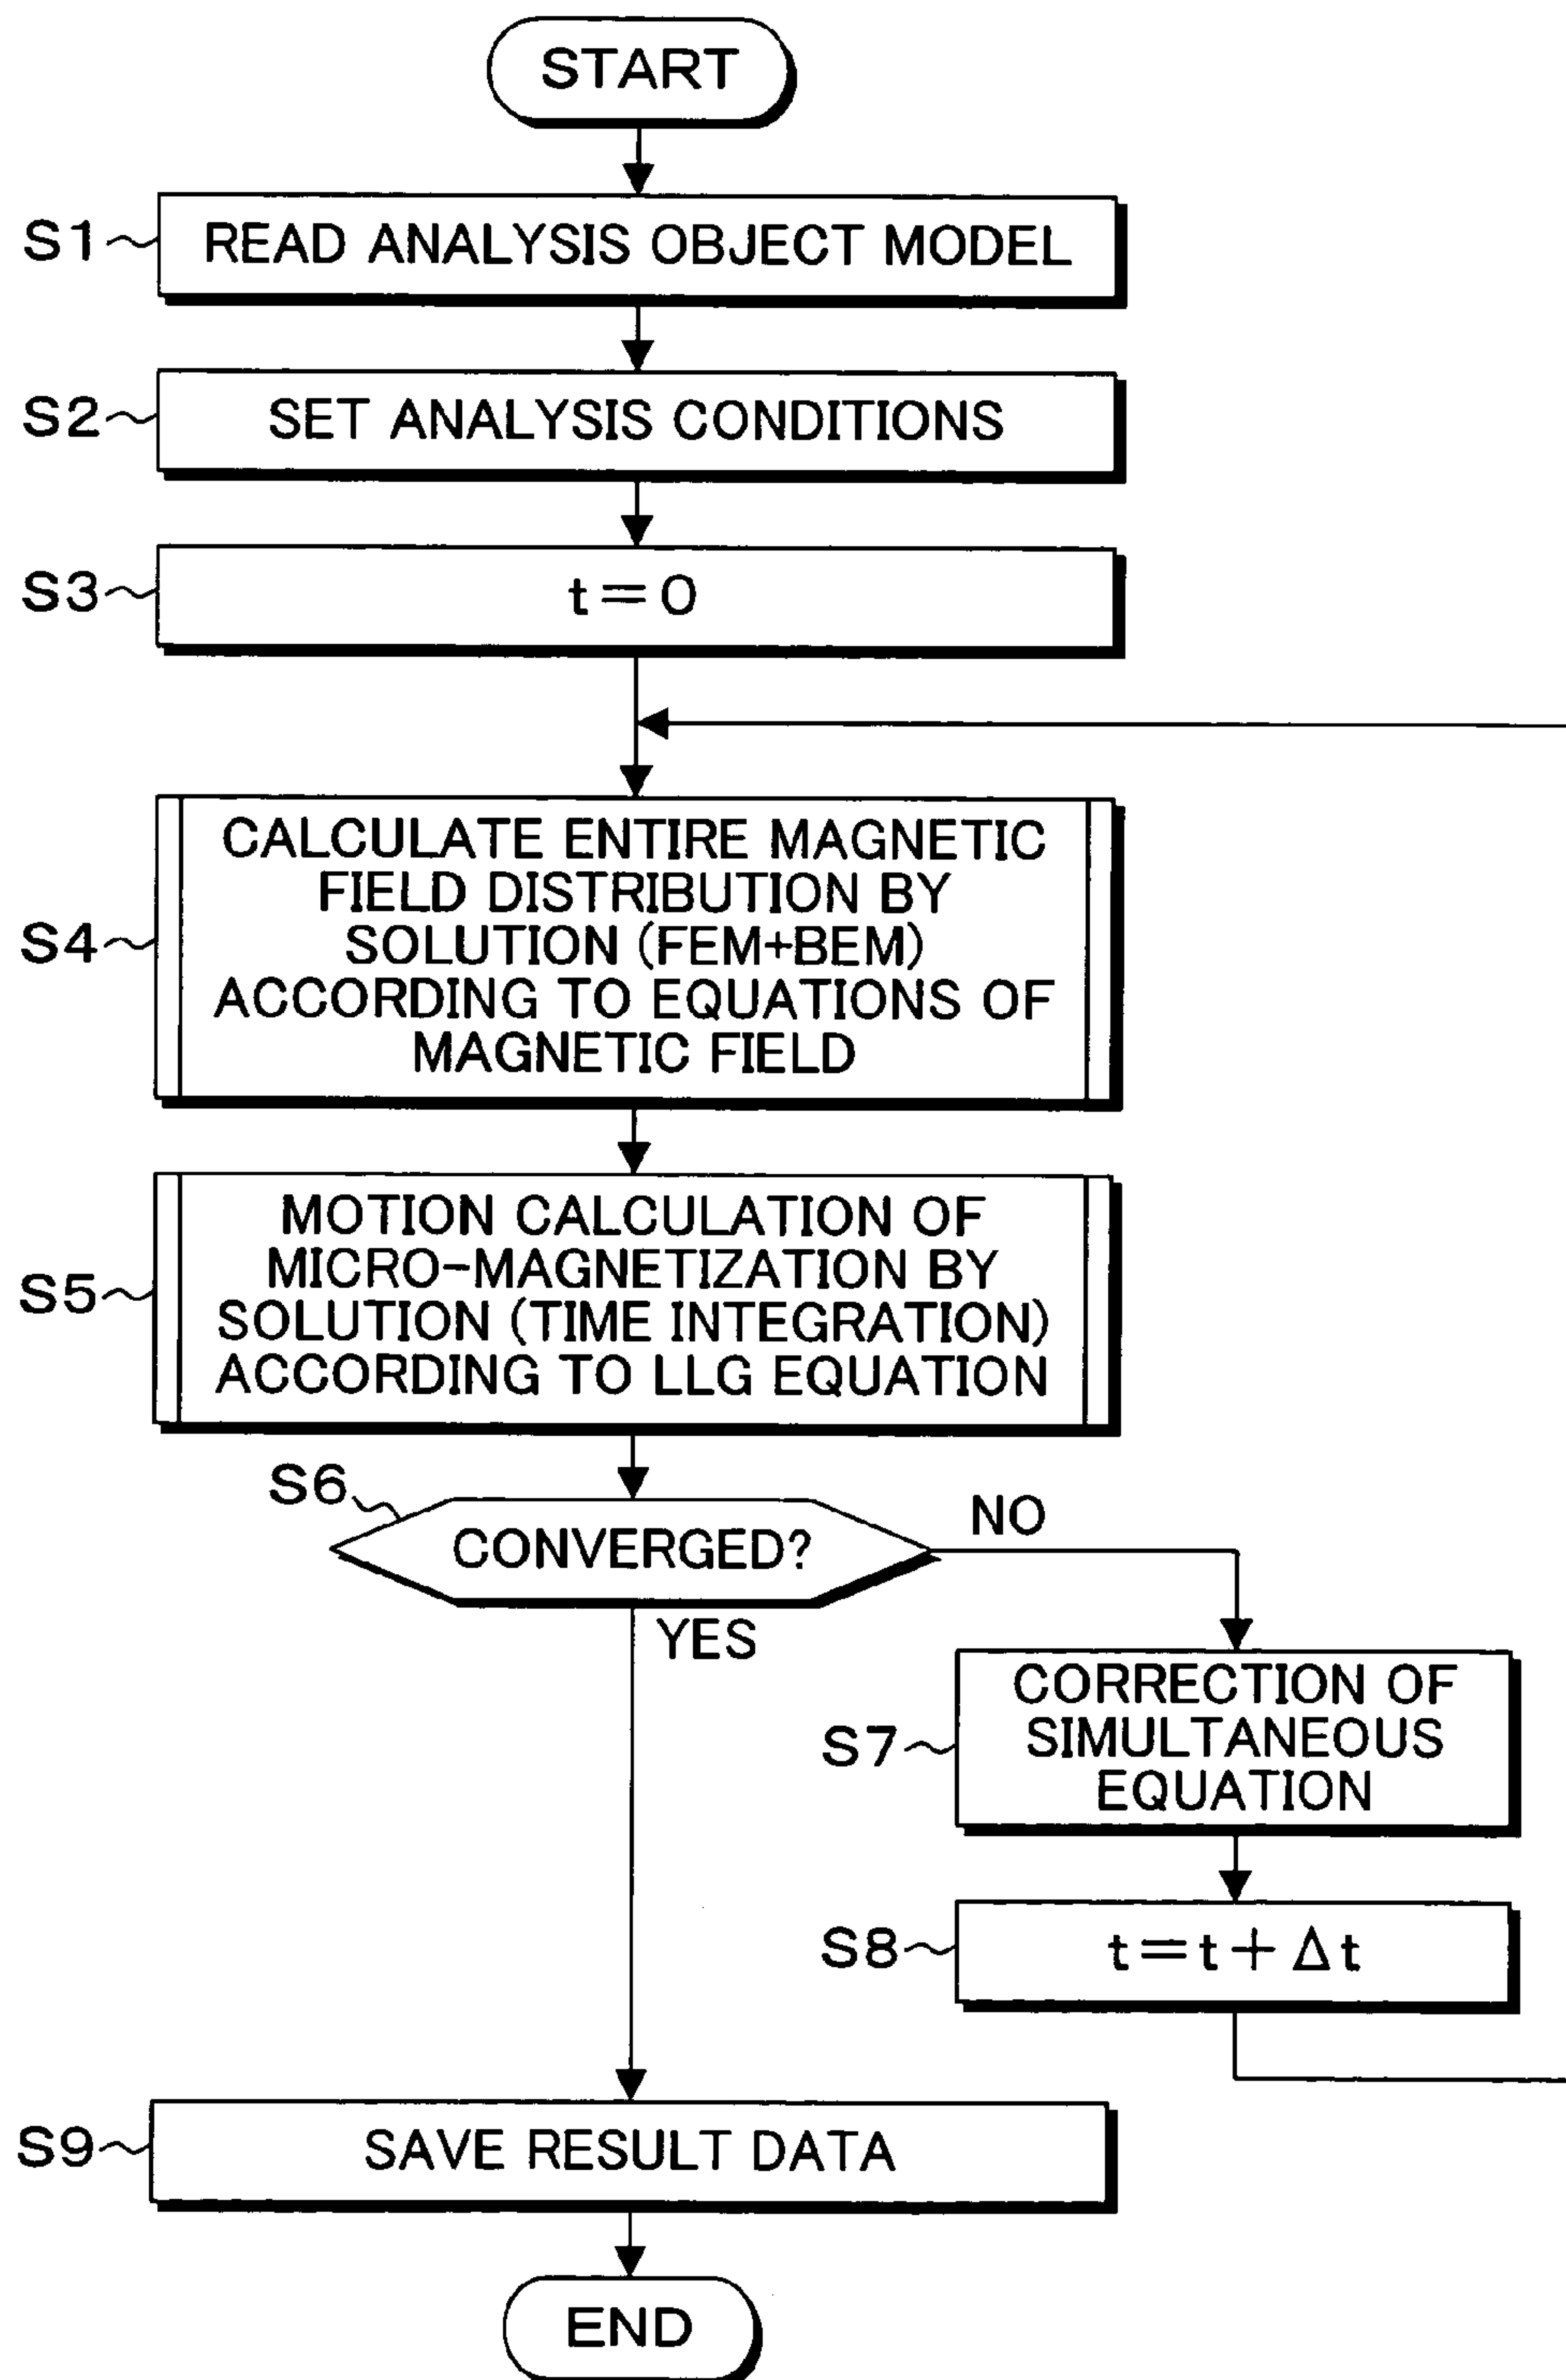 START
S1
READ ANALYSIS OBJECT MODEL
S2
SET ANALYSIS CONDITIONS
S3
t=0
S4
CALCULATE ENTIRE MAGNETIC
FIELD DISTRIBUTION BY
SOLUTION (FEM+BEM)
ACCORDING TO EQUATIONS OF
MAGNETIC FIELD
S5
MOTION CALCULATION OF
MICRO-MAGNETIZATION BY
SOLUTION (TIME INTEGRATION)
ACCORDING TO LLG EQUATION
S6
CONVERGED?
NO
YES
S7
CORRECTION OF
SIMULTANEOUS
EQUATION
S8
t=t+Δt
S9
SAVE RESULT DATA
END